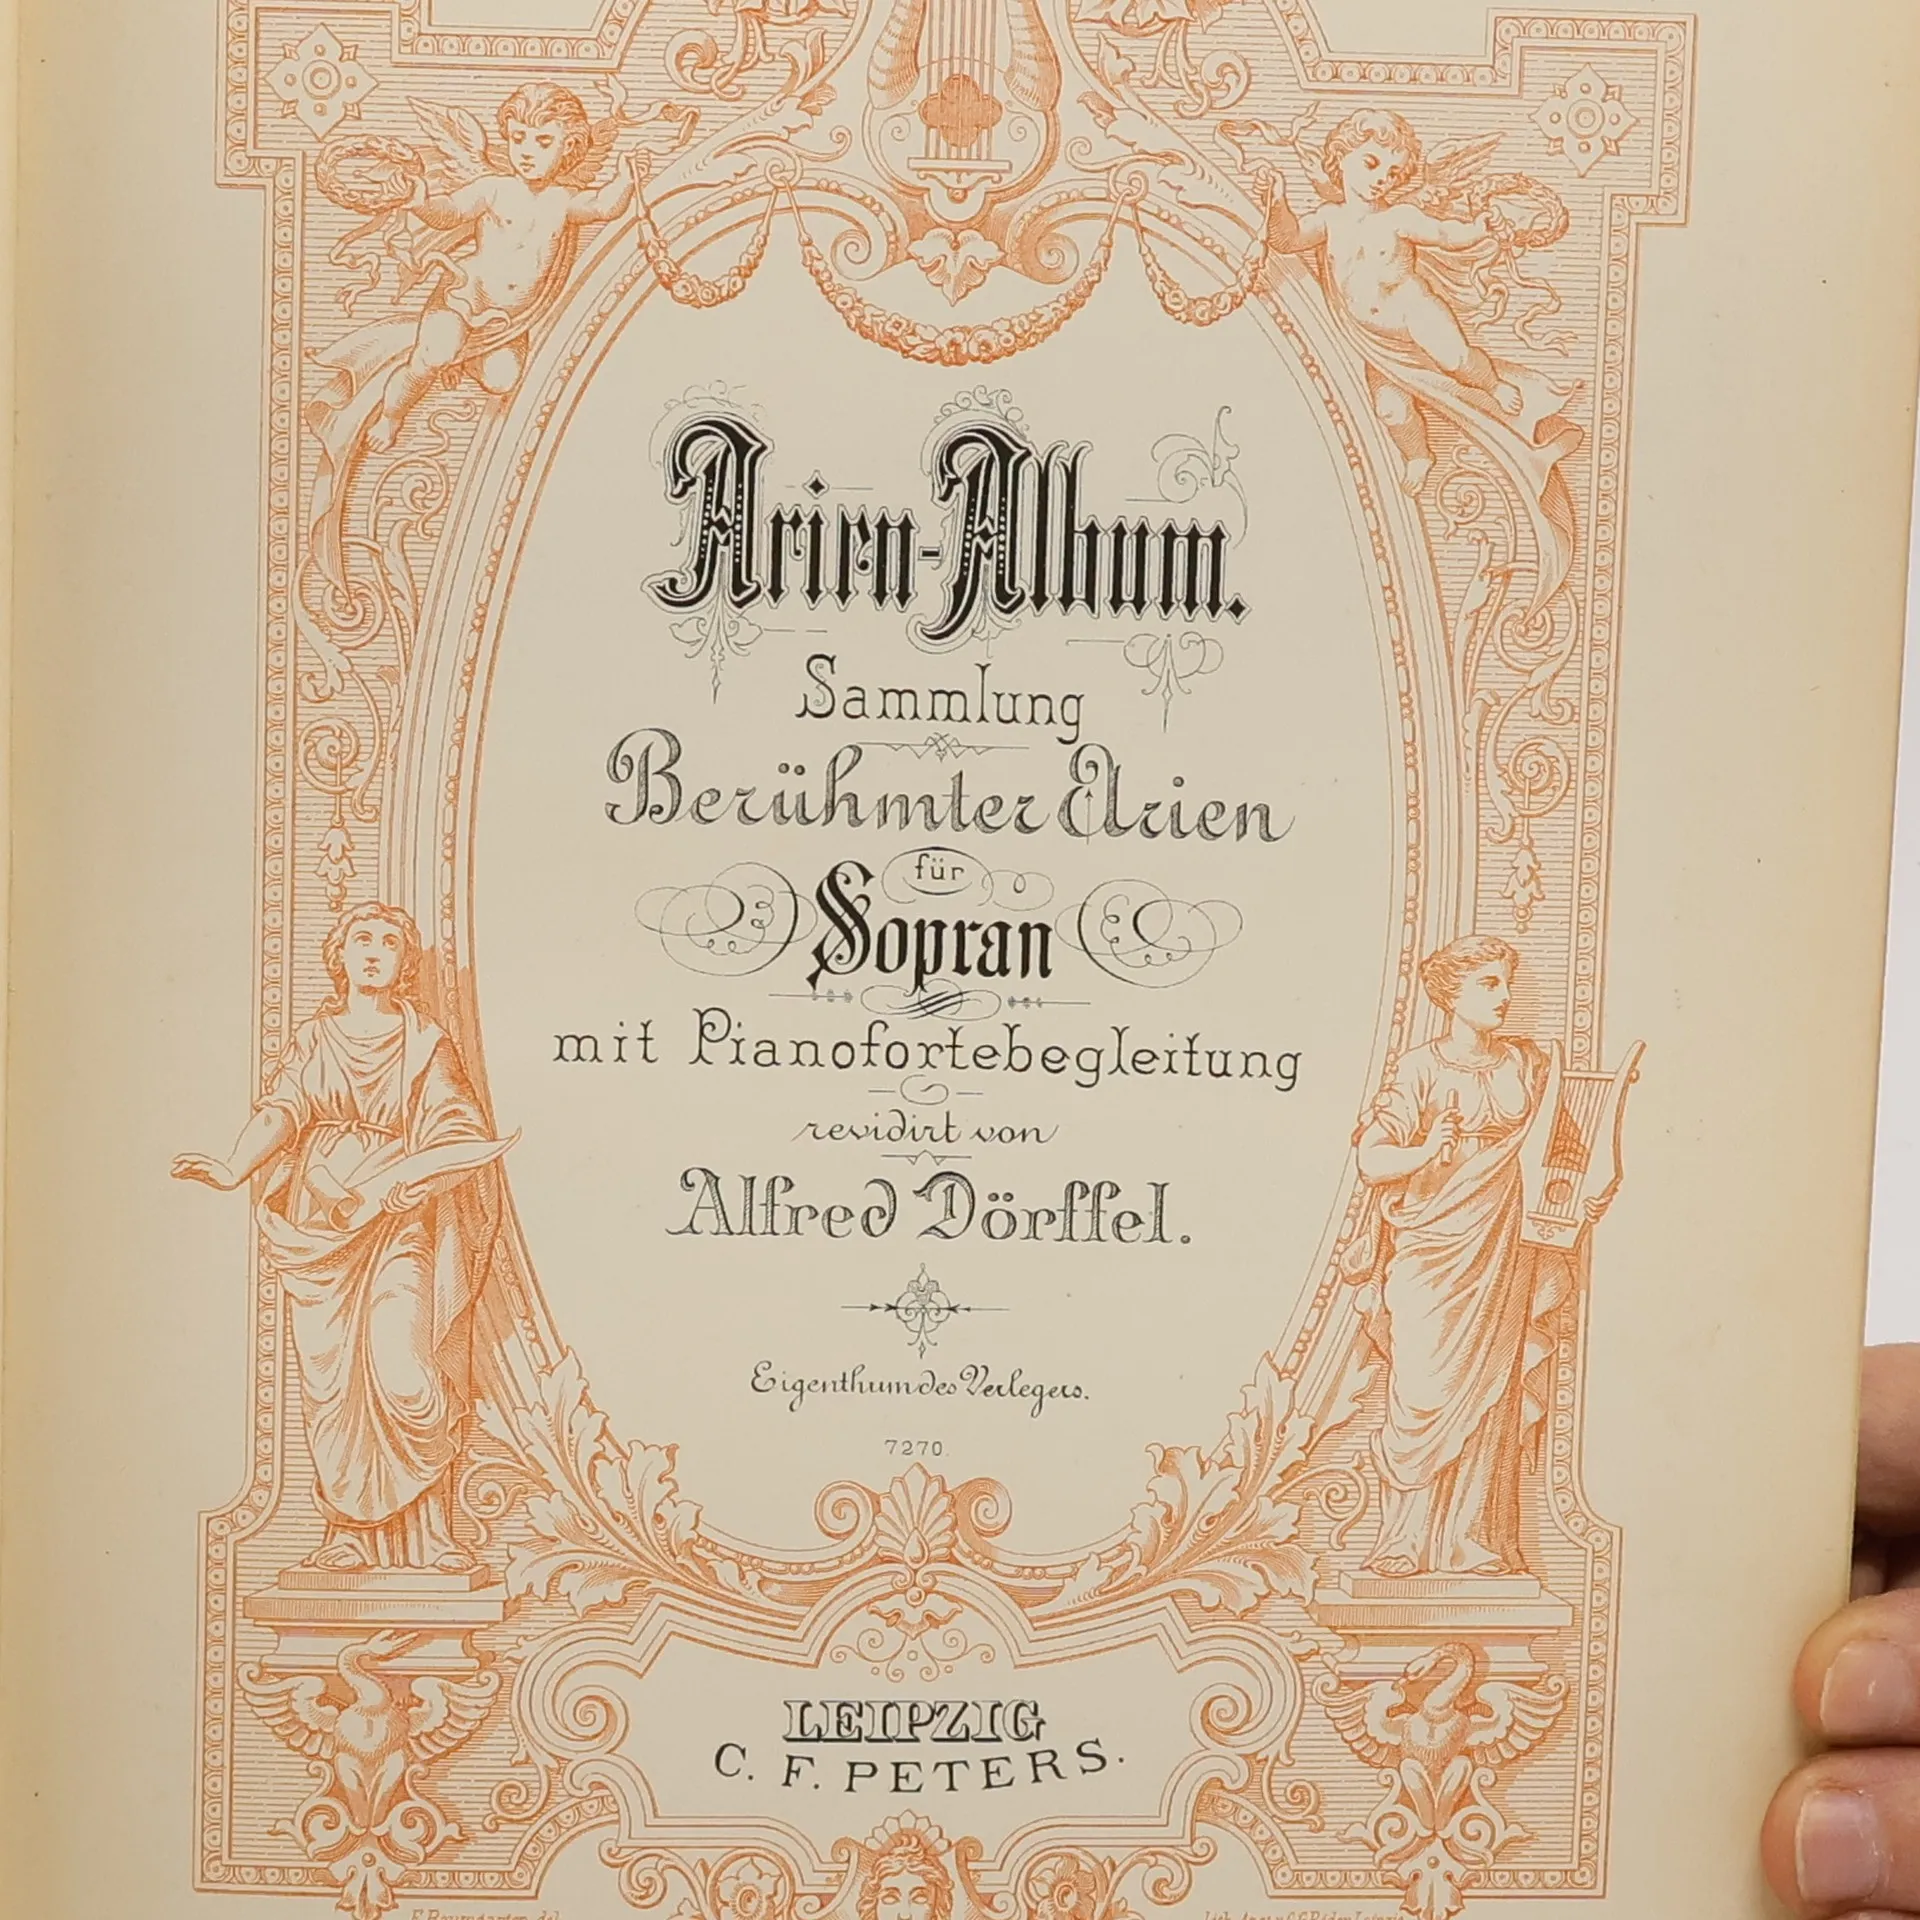 Arien-Album.
Sammlung
Berühmter Arien
für
Sopran
mit Pianofortebegleitung
revidirt von
Alfred Dörffel.
Eigenthum des Verlegers.
7270.
LEIPZIG
C. F. PETERS.